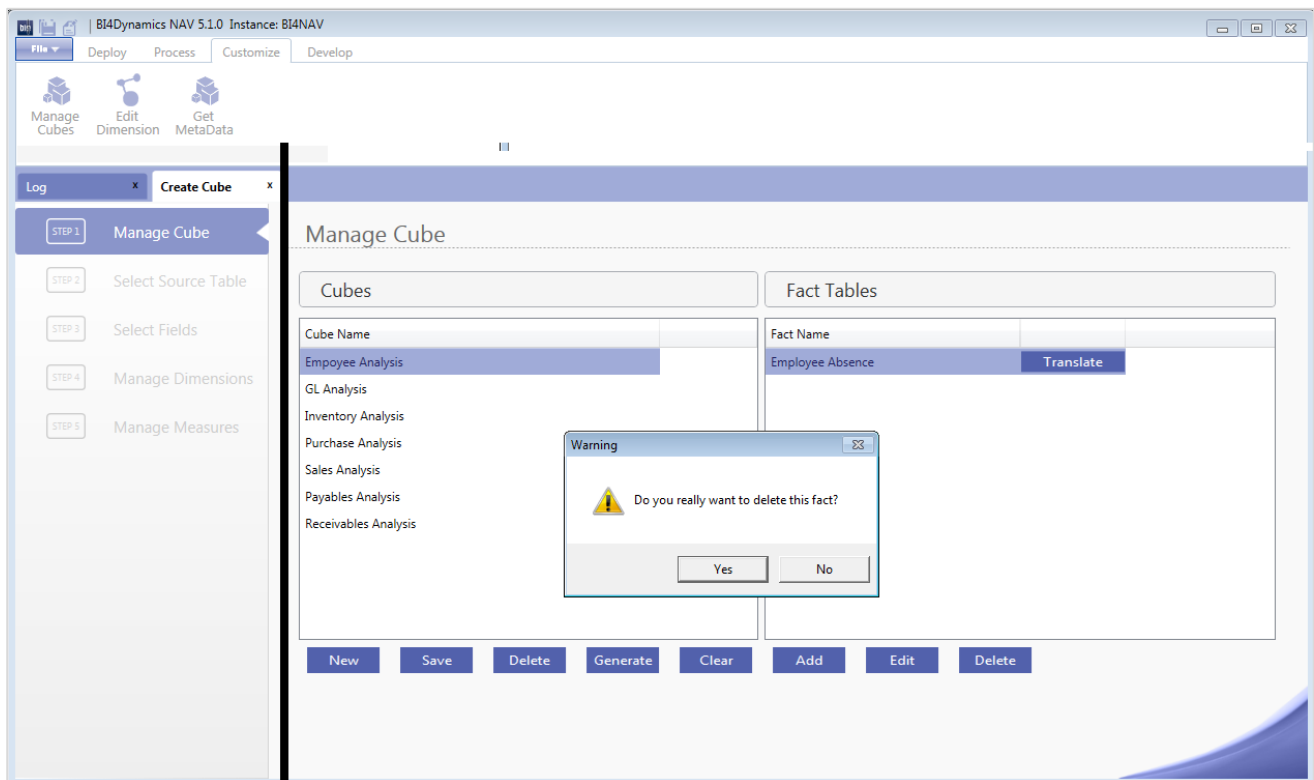 BI4Dynamics NAV 5.1.0 Instance: BI4NAV
File Deploy Process Customize Develop
Manage Cubes
Edit Dimension
Get MetaData
Log x Create Cube x
STEP 1 Manage Cube
STEP 2 Select Source Table
STEP 3 Select Fields
STEP 4 Manage Dimensions
STEP 5 Manage Measures
Manage Cube
Cubes
Cube Name
Empoyee Analysis
GL Analysis
Inventory Analysis
Purchase Analysis
Sales Analysis
Payables Analysis
Receivables Analysis
Fact Tables
Fact Name
Employee Absence Translate
Warning
Do you really want to delete this fact?
Yes No
New Save Delete Generate Clear Add Edit Delete